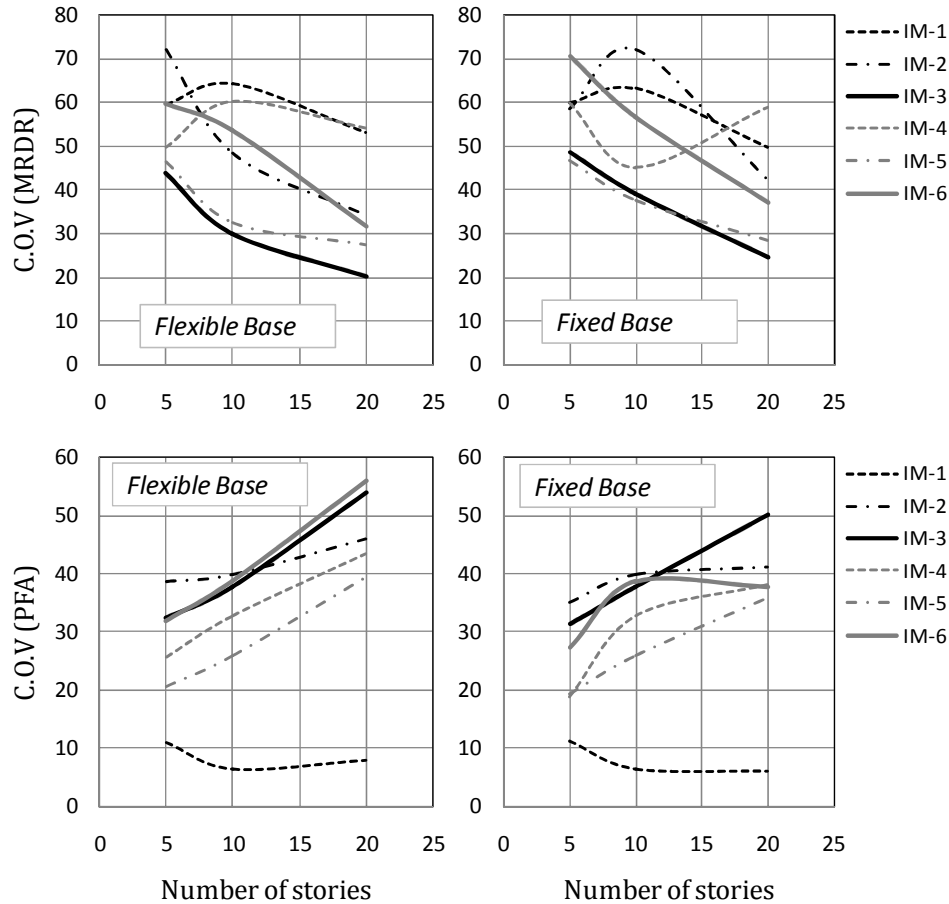 C.O.V (MRDR)
80
70
60
50
40
30
20
10
0
Flexible Base
0 5 10 15 20 25
80
70
60
50
40
30
20
10
0
Fixed Base
0 5 10 15 20 25
IM-1
IM-2
IM-3
IM-4
IM-5
IM-6
C.O.V (PFA)
60
50
40
30
20
10
0
Flexible Base
0 5 10 15 20 25
Number of stories
60
50
40
30
20
10
0
Fixed Base
0 5 10 15 20 25
Number of stories
IM-1
IM-2
IM-3
IM-4
IM-5
IM-6